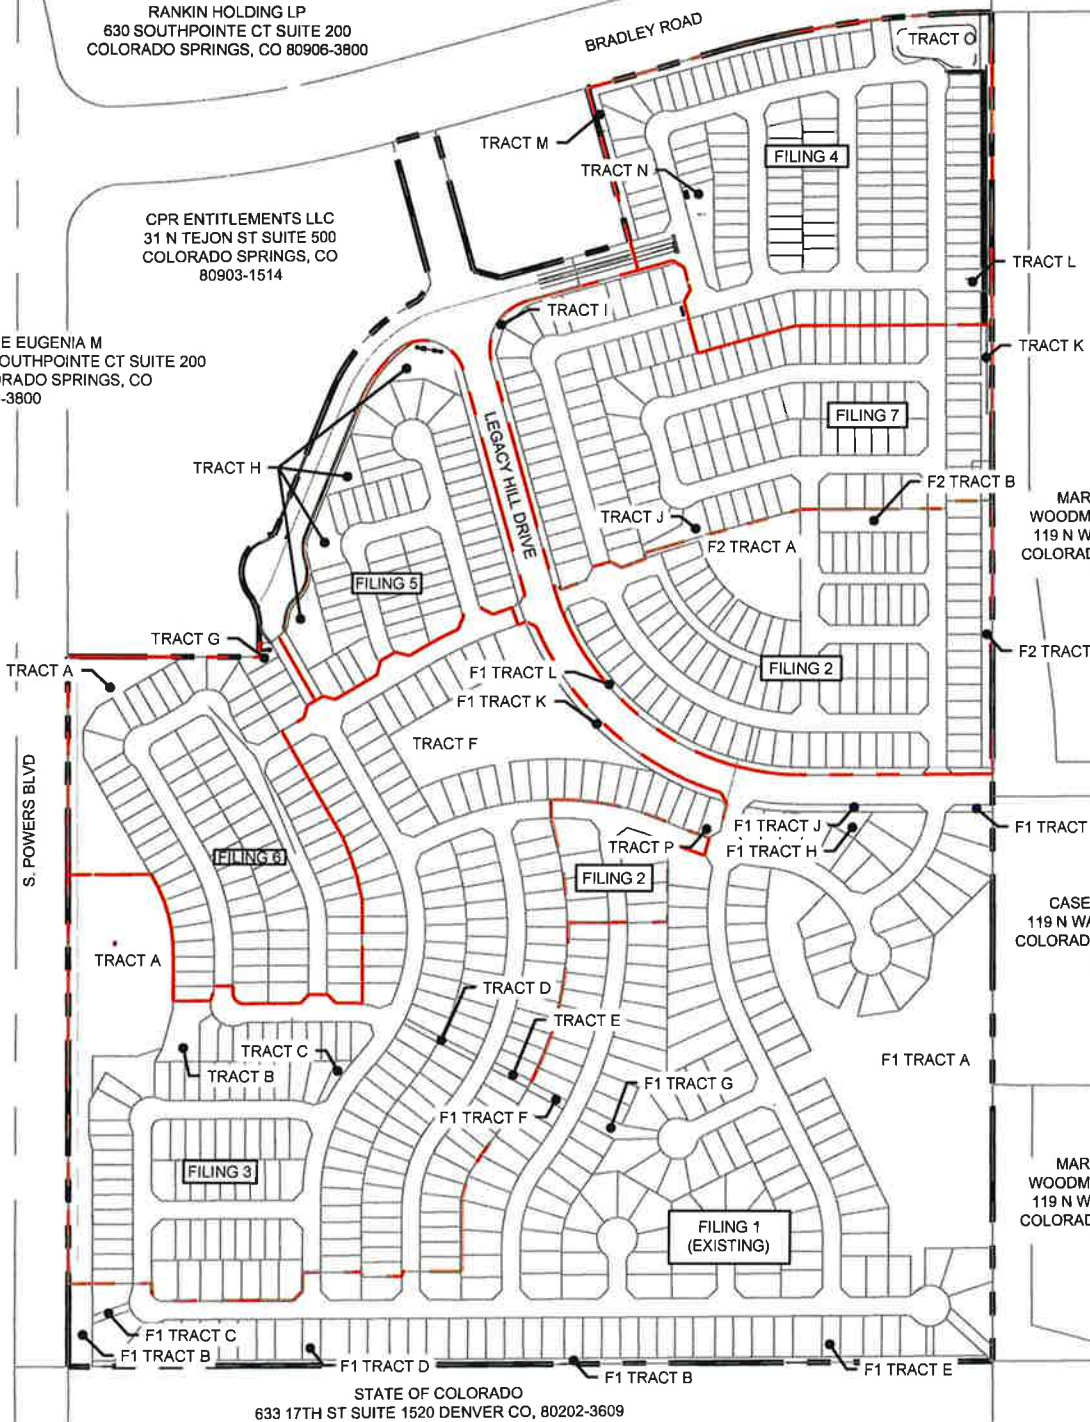 RANKIN HOLDING LP
630 SOUTHPOINTE CT SUITE 200
COLORADO SPRINGS, CO 80906-3800
BRADLEY ROAD
TRACT O
TRACT M
TRACT N
FILING 4
CPR ENTITLEMENTS LLC
31 N TEJON ST SUITE 500
COLORADO SPRINGS, CO
80903-1514
TRACT L
TRACT I
E EUGENIA M
OUTHPOINTE CT SUITE 200
RADO SPRINGS, CO
-3800
TRACT K
FILING 7
LEGACY HILL DRIVE
TRACT H
F2 TRACT B
TRACT J
F2 TRACT A
MAR
WOODM
119 N W
COLORAD
FILING 5
TRACT G
TRACT A
F1 TRACT L
F1 TRACT K
FILING 2
F2 TRACT
TRACT F
S. POWERS BLVD
F1 TRACT J
F1 TRACT H
F1 TRACT
TRACT P
FILING 6
FILING 2
CASE
119 N WA
COLORAD
TRACT A
TRACT D
TRACT E
TRACT C
TRACT B
F1 TRACT A
F1 TRACT G
F1 TRACT F
FILING 3
MAR
WOODM
119 N W
COLORAD
FILING 1
(EXISTING)
F1 TRACT C
F1 TRACT B
F1 TRACT D
F1 TRACT B
F1 TRACT E
STATE OF COLORADO
633 17TH ST SUITE 1520 DENVER CO, 80202-3609